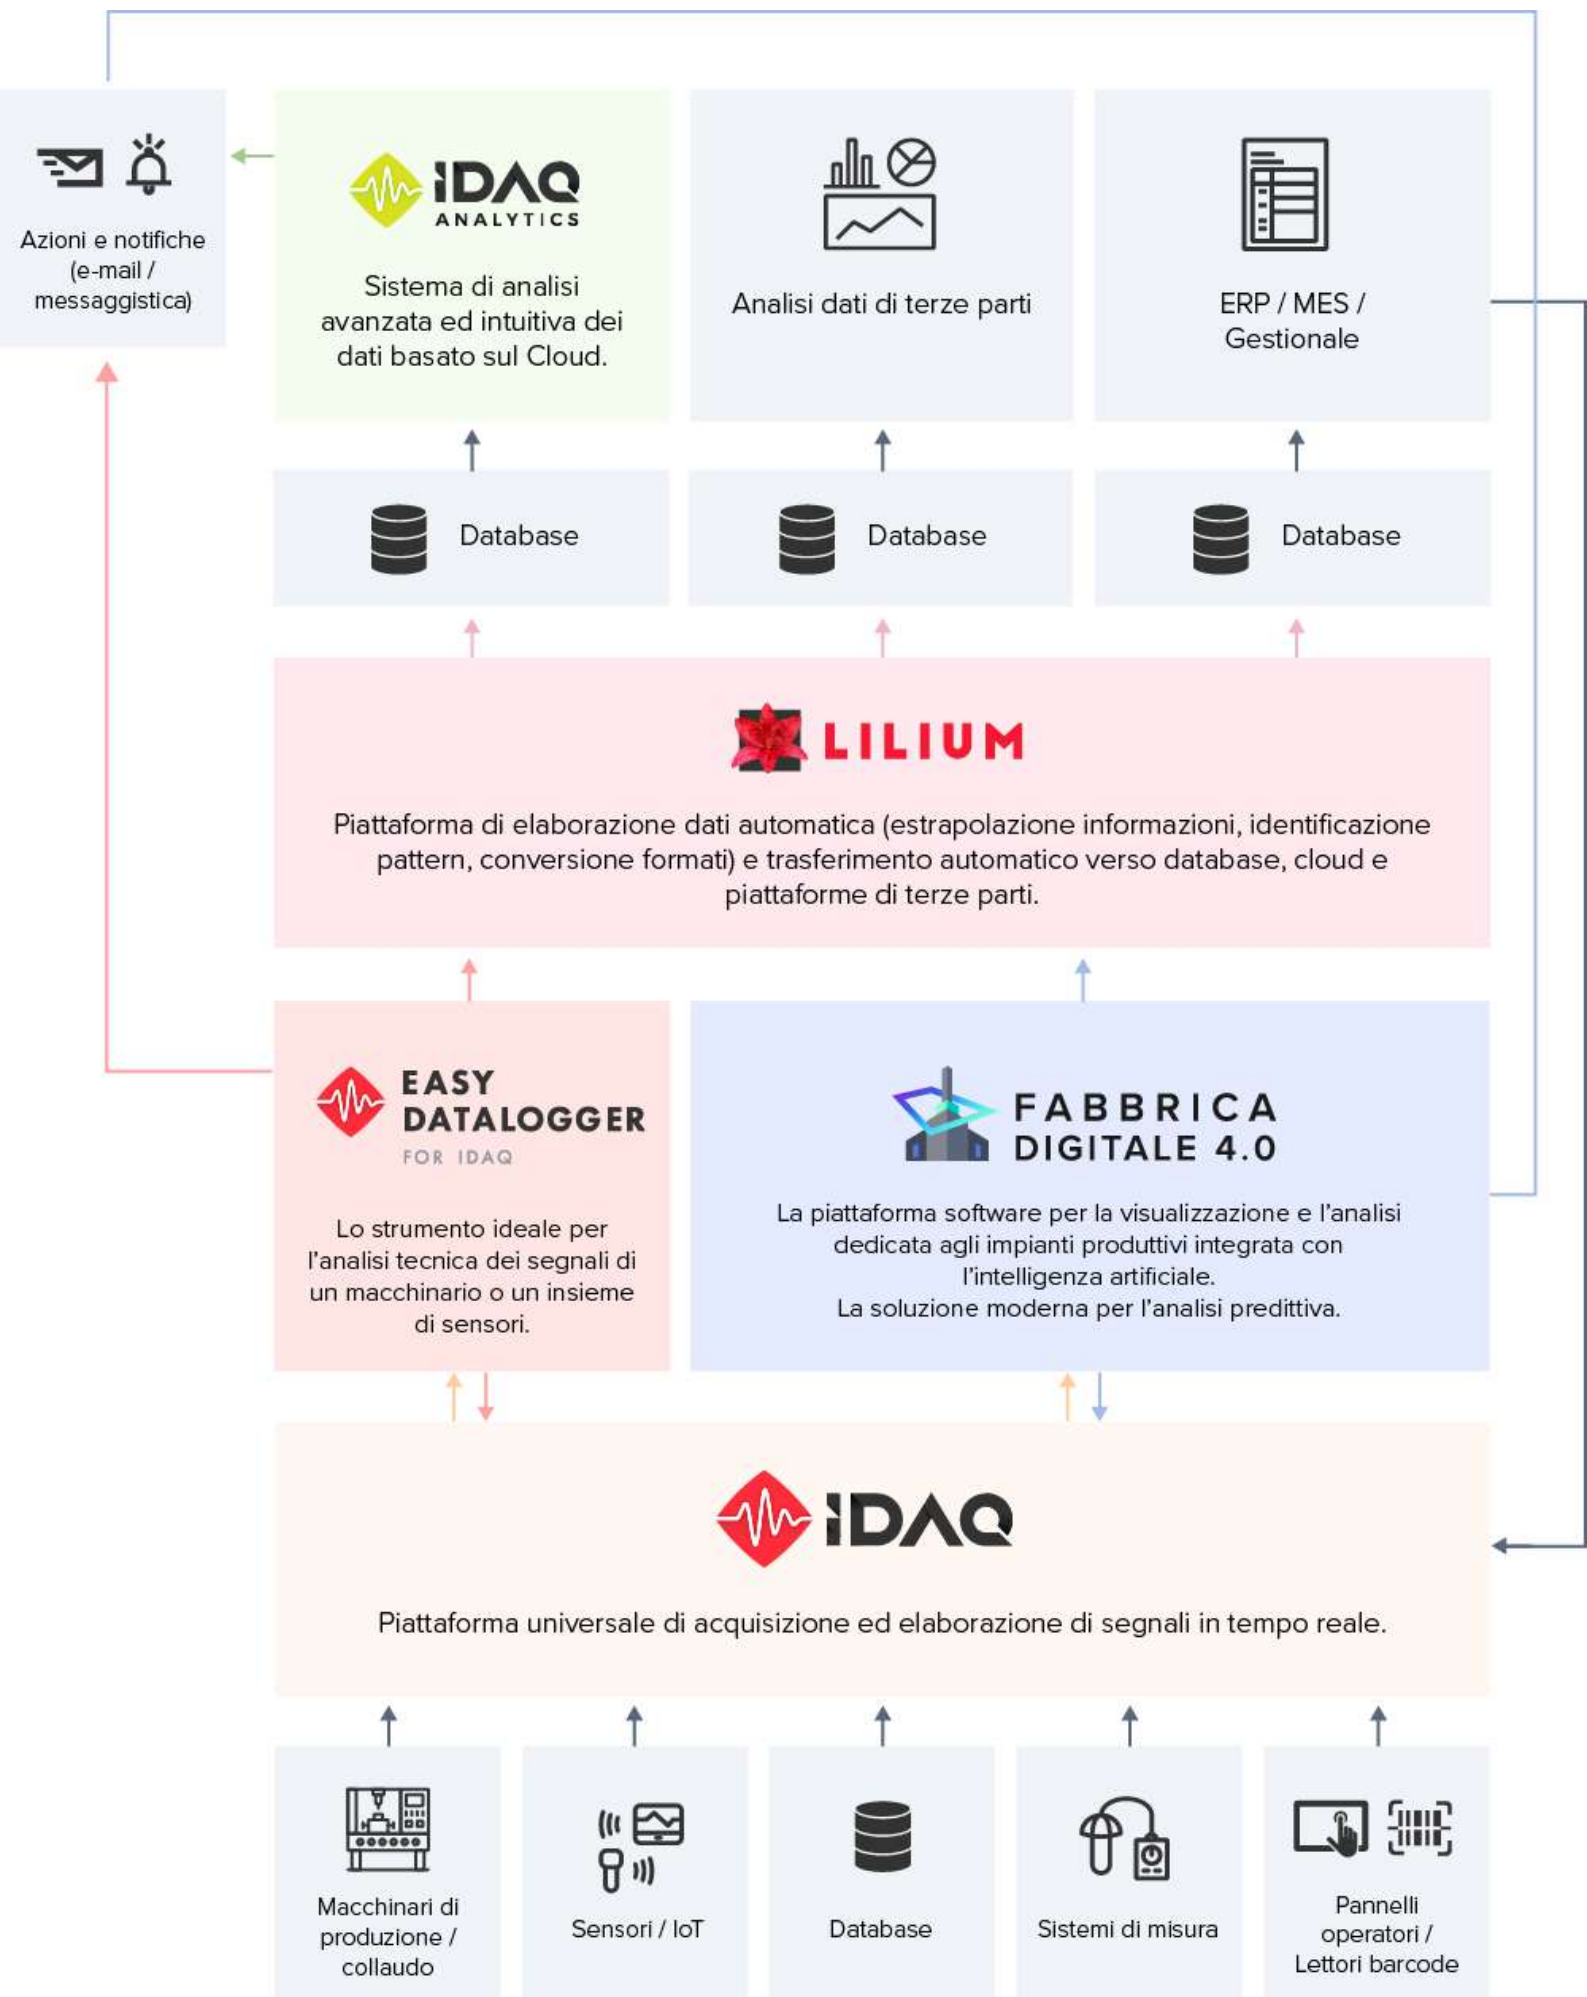 Azioni e notifiche
(e-mail /
messaggistica)
IDAQ
ANALYTICS
Sistema di analisi
avanzata ed intuitiva dei
dati basato sul Cloud.
Analisi dati di terze parti
ERP / MES /
Gestionale
Database
Database
Database
LILIUM
Piattaforma di elaborazione dati automatica (estrapolazione informazioni, identificazione
pattern, conversione formati) e trasferimento automatico verso database, cloud e
piattaforme di terze parti.
EASY
DATALOGGER
FOR IDAQ
Lo strumento ideale per
l'analisi tecnica dei segnali di
un macchinario o un insieme
di sensori.
FABBRICA
DIGITALE 4.0
La piattaforma software per la visualizzazione e l'analisi
dedicata agli impianti produttivi integrata con
l'intelligenza artificiale.
La soluzione moderna per l'analisi predittiva.
IDAQ
Piattaforma universale di acquisizione ed elaborazione di segnali in tempo reale.
Macchinari di
produzione /
collaudo
Sensori / IoT
Database
Sistemi di misura
Pannelli
operatori /
Lettori barcode